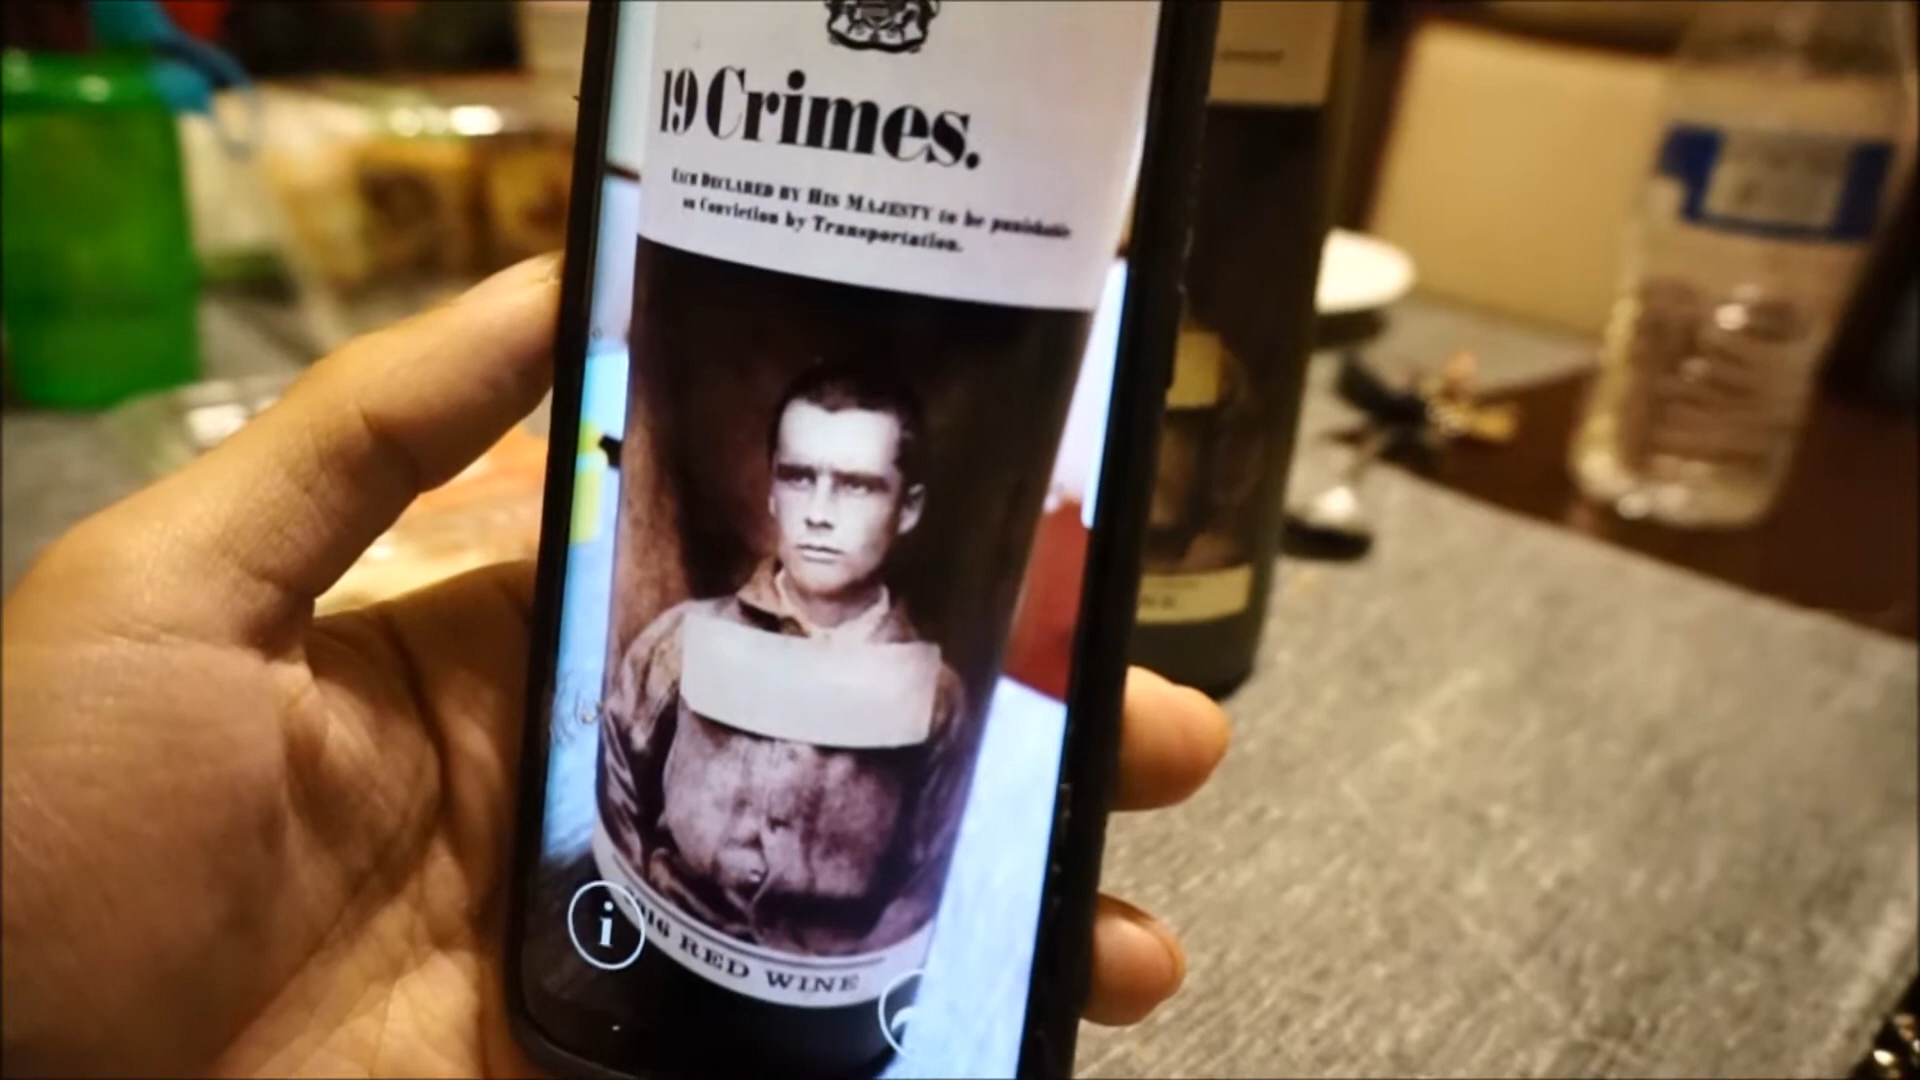 19 Crimes.
EACH DECLARED BY HIS MAJESTY to be punishable
on Conviction by Transportation.
i
RED WINE